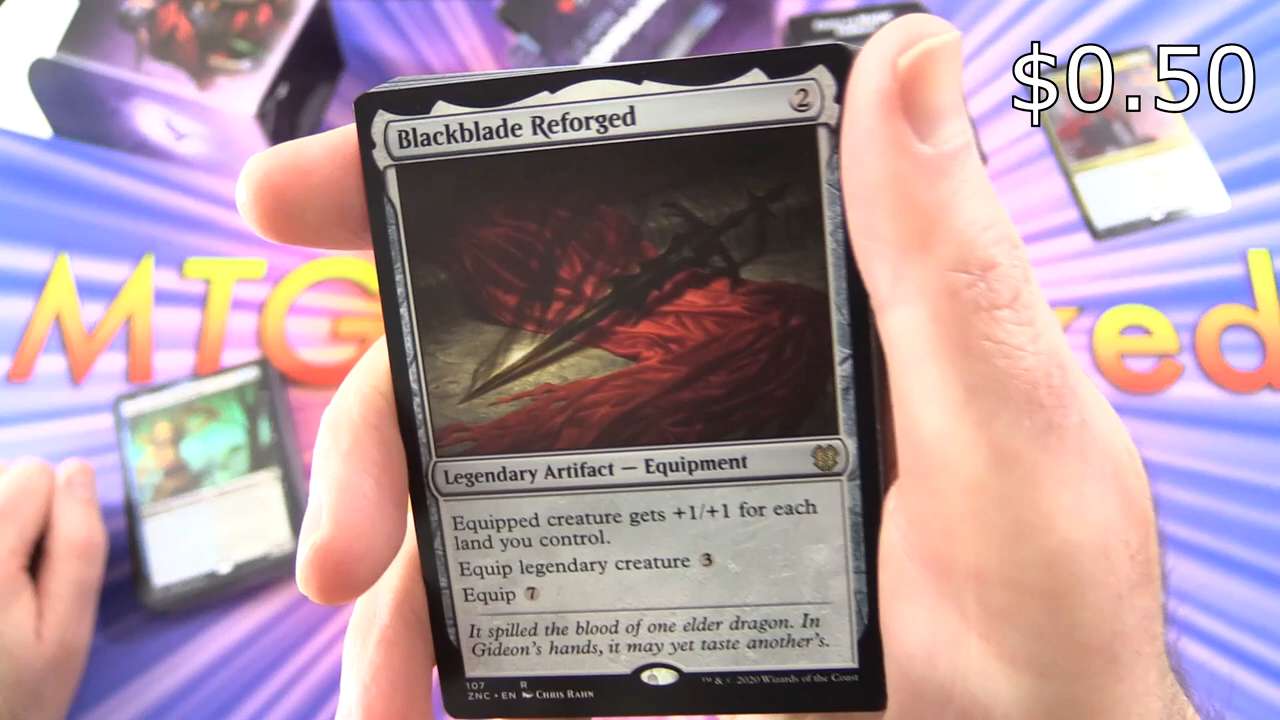 $0.50
Blackblade Reforged 2
MTG ed
Legendary Artifact — Equipment
Equipped creature gets +1/+1 for each
land you control.
Equip legendary creature 3
Equip 7
It spilled the blood of one elder dragon. In
Gideon's hands, it may yet taste another's.
107 R
ZNC • EN Chris Rahn
™ & © 2020 Wizards of the Coast